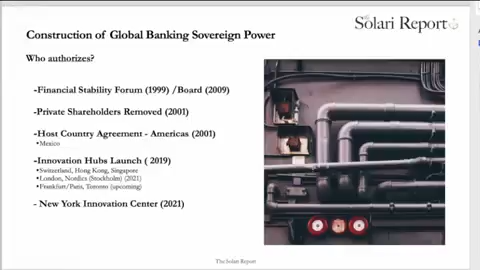 Solari Report
Construction of Global Banking Sovereign Power
Who authorizes?
-Financial Stability Forum (1999) /Board (2009)
-Private Shareholders Removed (2001)
-Host Country Agreement - Americas (2001)
•Mexico
-Innovation Hubs Launch ( 2019)
•Switzerland, Hong Kong, Singapore
•London, Nordics (Stockholm) (2021)
•Frankfurt/Paris, Toronto (upcoming)
- New York Innovation Center (2021)
The Solari Report